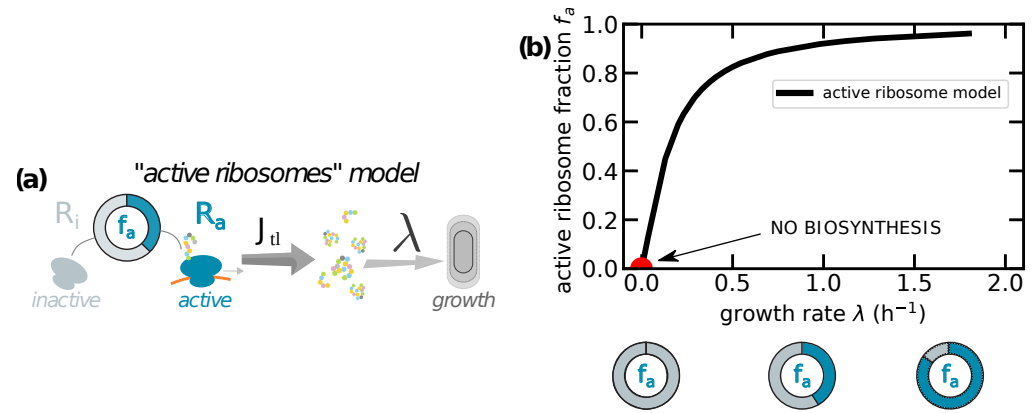 (a)
"active ribosomes" model
R_i
f_a
R_a
J_tl
λ
inactive
active
growth
(b)
active ribosome fraction f_a
1.0
0.8
0.6
0.4
0.2
0.0
active ribosome model
NO BIOSYNTHESIS
0.0 0.5 1.0 1.5 2.0
growth rate λ (h⁻¹)
f_a f_a f_a